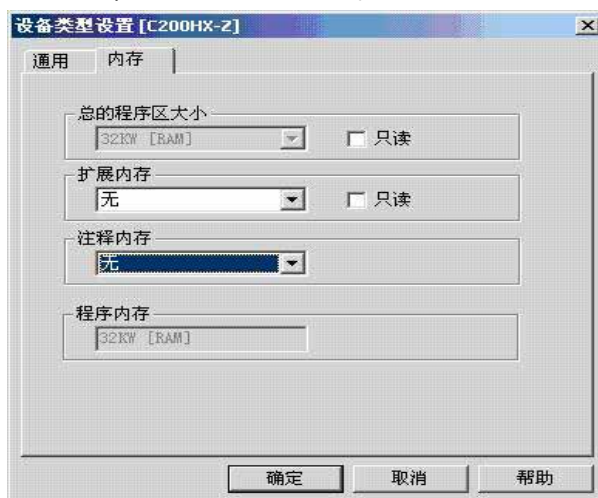 设备类型设置[C200HX-Z]
通用 内存
总的程序区大小
32KW [RAM] 只读
扩展内存
无 只读
注释内存
无
程序内存
32KW [RAM]
确定 取消 帮助